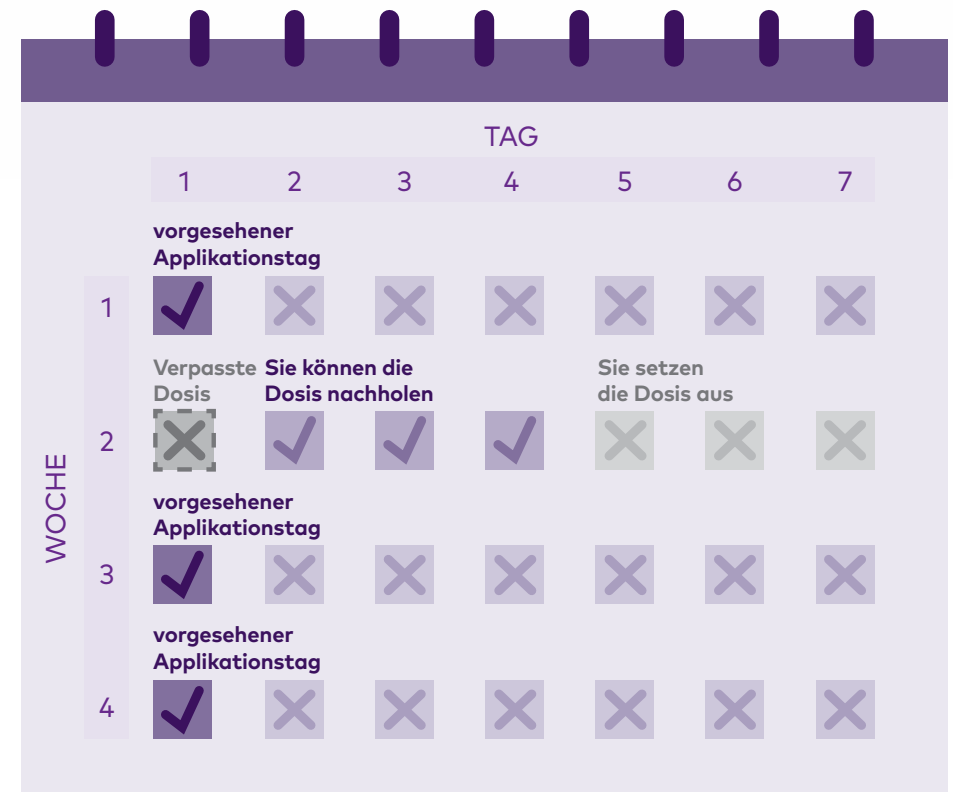 TAG
1 2 3 4 5 6 7
vorgesehener
Applikationstag
1
Verpasste
Dosis
Sie können die
Dosis nachholen
Sie setzen
die Dosis aus
2
WOCHE
vorgesehener
Applikationstag
3
vorgesehener
Applikationstag
4